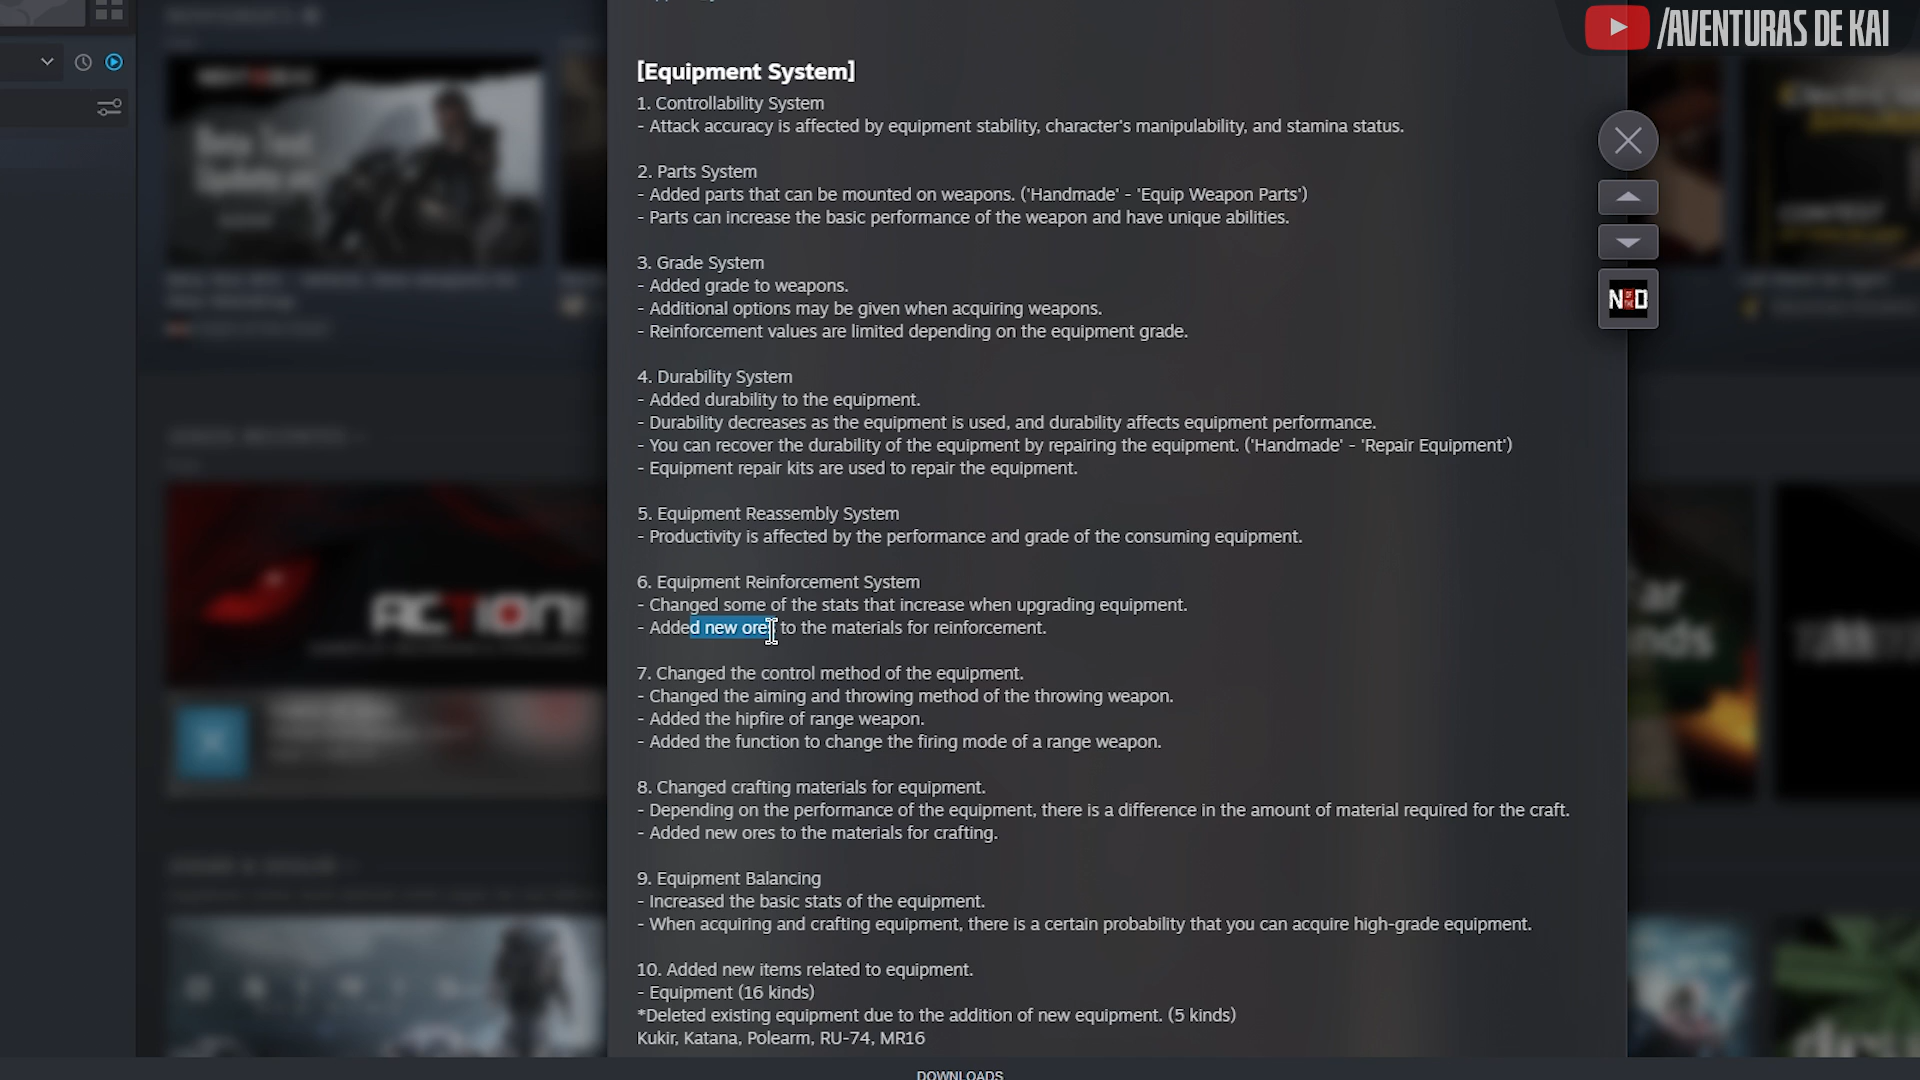 /AVENTURAS DE KAI
[Equipment System]
1. Controllability System
- Attack accuracy is affected by equipment stability, character's manipulability, and stamina status.
2. Parts System
- Added parts that can be mounted on weapons. ('Handmade' - 'Equip Weapon Parts')
- Parts can increase the basic performance of the weapon and have unique abilities.
3. Grade System
- Added grade to weapons.
- Additional options may be given when acquiring weapons.
- Reinforcement values are limited depending on the equipment grade.
4. Durability System
- Added durability to the equipment.
- Durability decreases as the equipment is used, and durability affects equipment performance.
- You can recover the durability of the equipment by repairing the equipment. ('Handmade' - 'Repair Equipment')
- Equipment repair kits are used to repair the equipment.
5. Equipment Reassembly System
- Productivity is affected by the performance and grade of the consuming equipment.
6. Equipment Reinforcement System
- Changed some of the stats that increase when upgrading equipment.
- Added new ores to the materials for reinforcement.
7. Changed the control method of the equipment.
- Changed the aiming and throwing method of the throwing weapon.
- Added the hipfire of range weapon.
- Added the function to change the firing mode of a range weapon.
8. Changed crafting materials for equipment.
- Depending on the performance of the equipment, there is a difference in the amount of material required for the craft.
- Added new ores to the materials for crafting.
9. Equipment Balancing
- Increased the basic stats of the equipment.
- When acquiring and crafting equipment, there is a certain probability that you can acquire high-grade equipment.
10. Added new items related to equipment.
- Equipment (16 kinds)
*Deleted existing equipment due to the addition of new equipment. (5 kinds)
Kukir, Katana, Polearm, RU-74, MR16
DOWNLOADS
ACTION!
Beta Test
Update